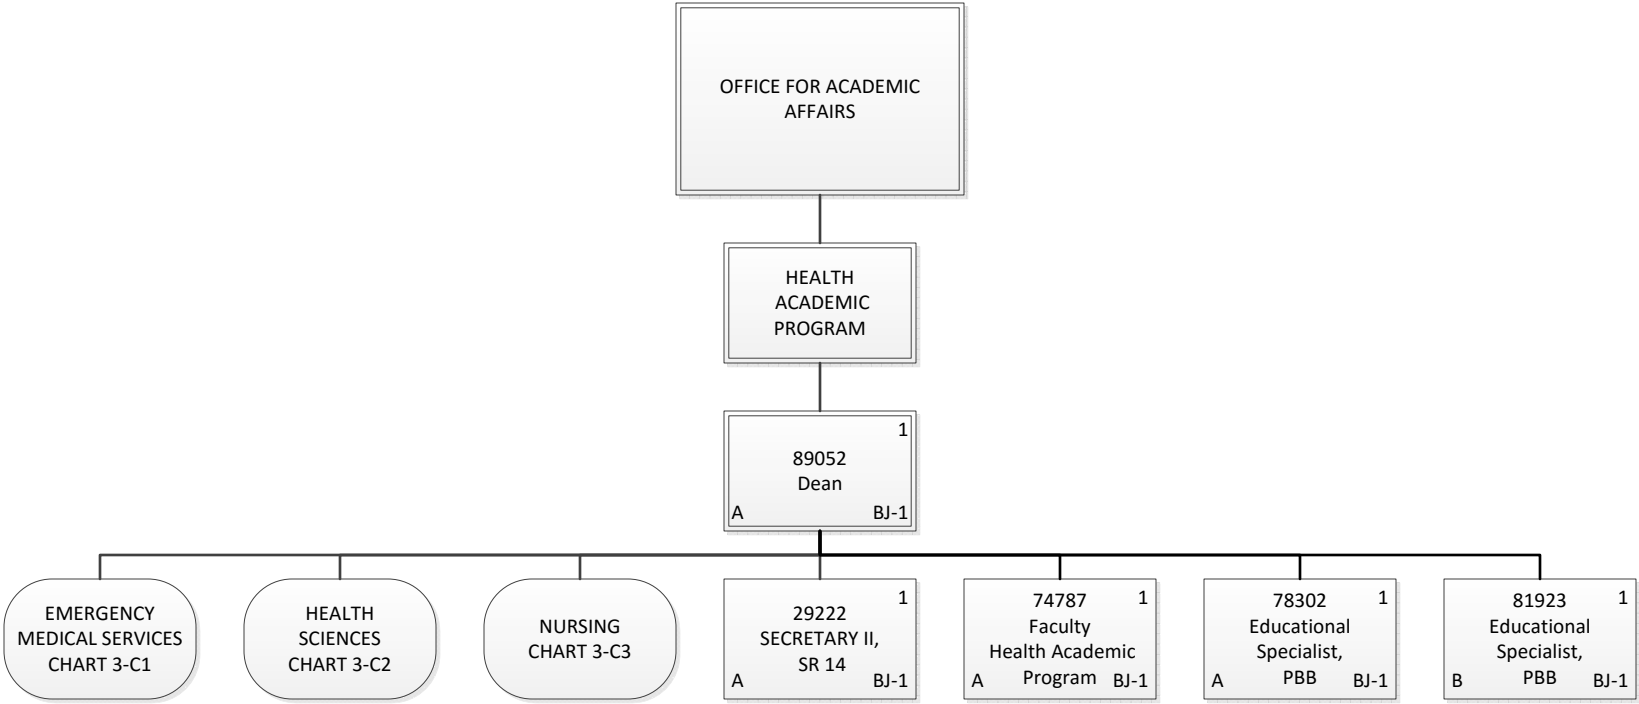 OFFICE FOR ACADEMIC
AFFAIRS
HEALTH
ACADEMIC
PROGRAM
1
89052
Dean
A
BJ-1
EMERGENCY
MEDICAL SERVICES
CHART 3-C1
HEALTH
SCIENCES
CHART 3-C2
NURSING
CHART 3-C3
1
29222
SECRETARY II,
SR 14
A
BJ-1
74787
1
Faculty
Health Academic
Program
A
BJ-1
78302
1
Educational
Specialist,
PBB
A
BJ-1
81923
1
Educational
Specialist,
PBB
B
BJ-1